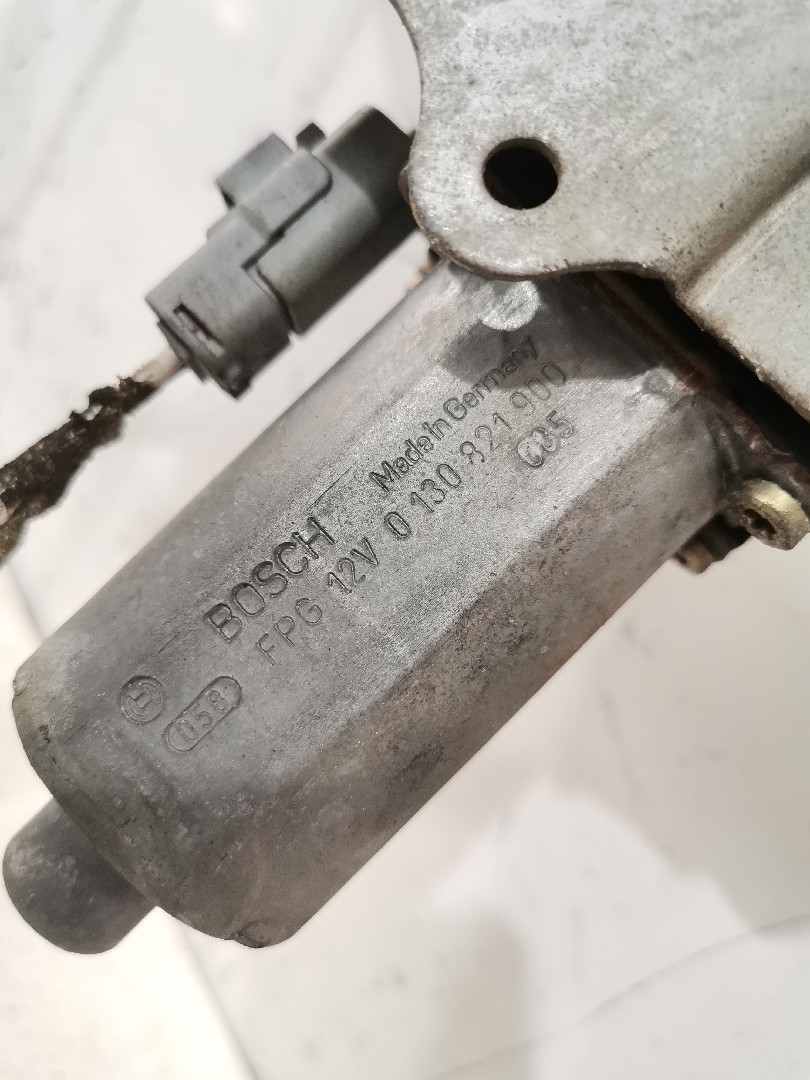 Made in Germany
BOSCH
FPG 12V 0 130 821 900
058